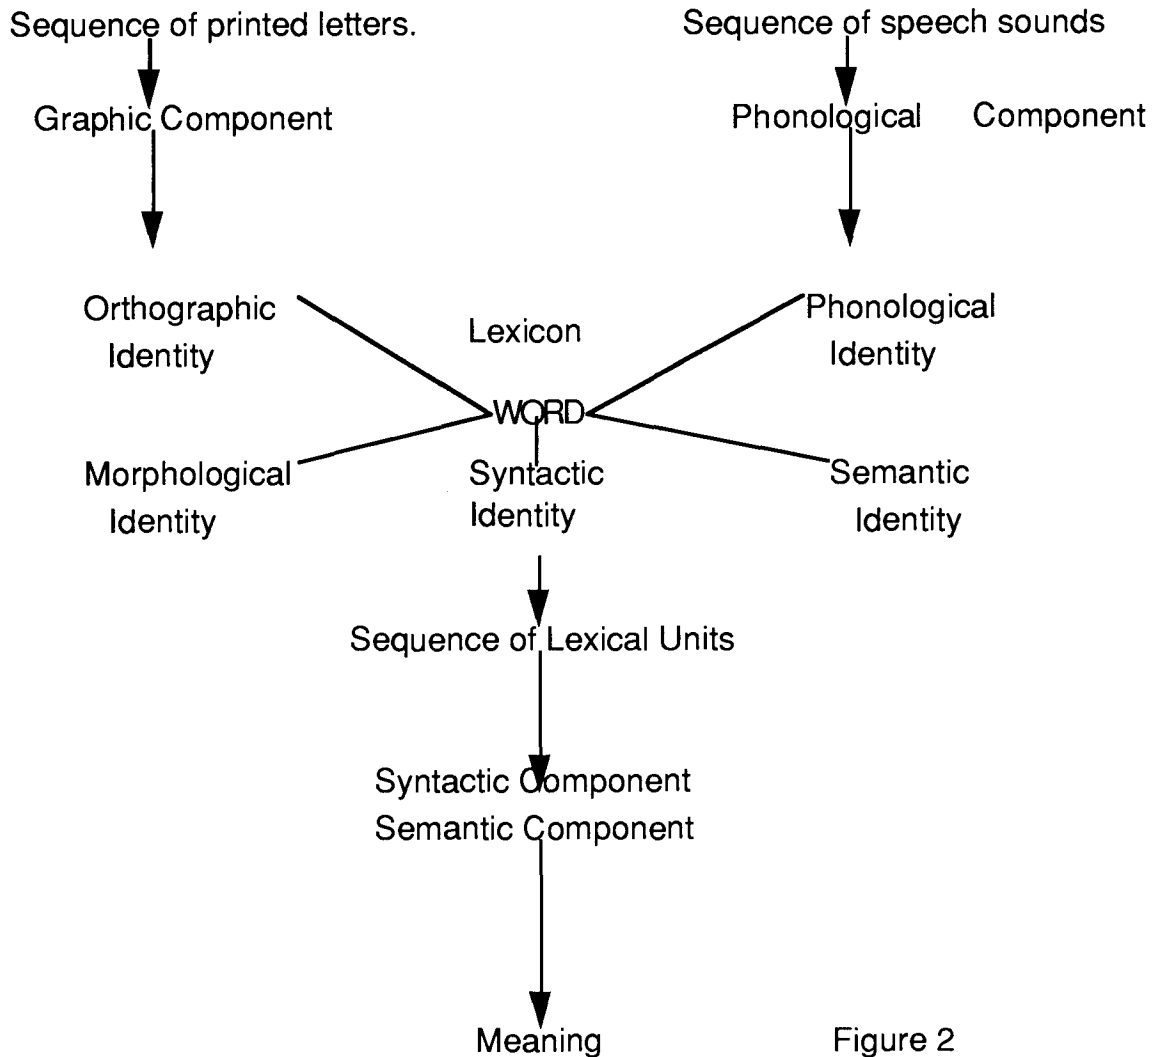 Sequence of printed letters.
Sequence of speech sounds
Graphic Component
Phonological Component
Orthographic
Identity
Lexicon
Phonological
Identity
WORD
Morphological
Identity
Syntactic
Identity
Semantic
Identity
Sequence of Lexical Units
Syntactic Component
Semantic Component
Meaning
Figure 2